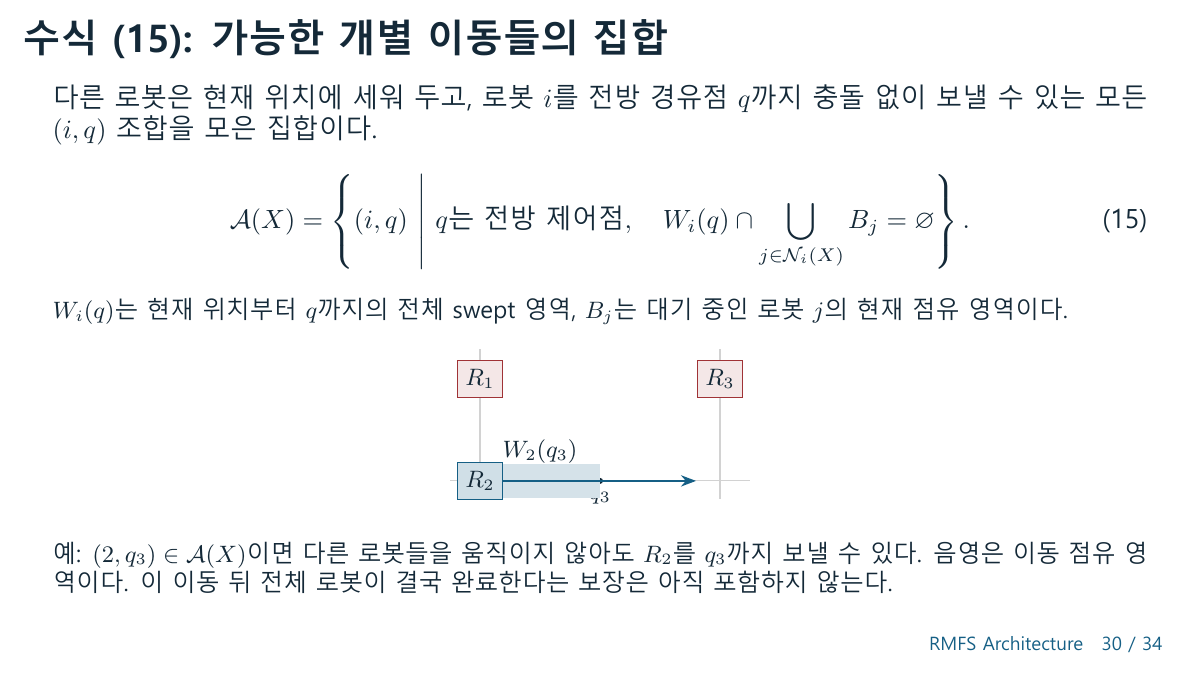 수식 (15): 가능한 개별 이동들의 집합
다른 로봇은 현재 위치에 세워 두고, 로봇 i를 전방 경유점 q까지 충돌 없이 보낼 수 있는 모든
(i, q) 조합을 모은 집합이다.
𝒜(X) = { (i, q) | q는 전방 제어점, W_i(q) ∩ ⋃_{j∈𝒩_i(X)} B_j = ∅ } . (15)
W_i(q)는 현재 위치부터 q까지의 전체 swept 영역, B_j는 대기 중인 로봇 j의 현재 점유 영역이다.
R_1 R_3
W_2(q_3)
R_2
q_3
예: (2, q_3) ∈ 𝒜(X)이면 다른 로봇들을 움직이지 않아도 R_2를 q_3까지 보낼 수 있다. 음영은 이동 점유 영
역이다. 이 이동 뒤 전체 로봇이 결국 완료한다는 보장은 아직 포함하지 않는다.
RMFS Architecture 30 / 34